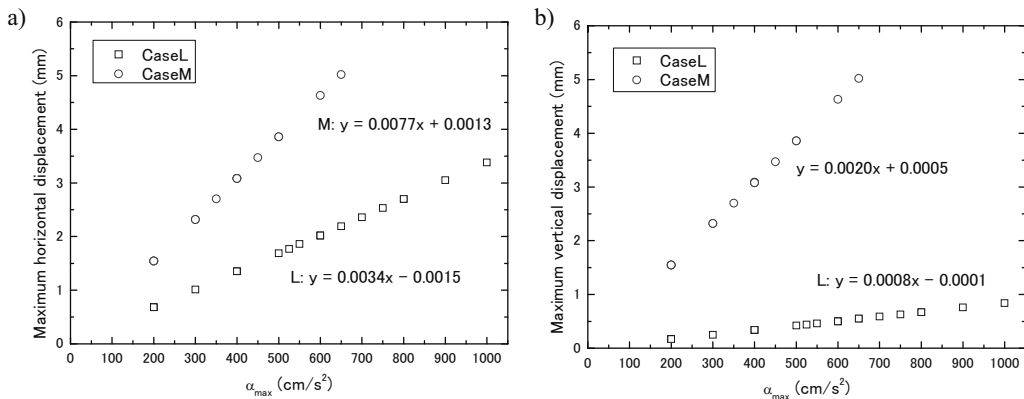 a)
Maximum horizontal displacement (mm)
6
5
4
3
2
1
0
CaseL
CaseM
M: y = 0.0077x + 0.0013
L: y = 0.0034x − 0.0015
0 100 200 300 400 500 600 700 800 900 1000
αmax (cm/s²)
b)
Maximum vertical displacement (mm)
6
5
4
3
2
1
0
CaseL
CaseM
y = 0.0020x + 0.0005
L: y = 0.0008x − 0.0001
0 100 200 300 400 500 600 700 800 900 1000
αmax (cm/s²)